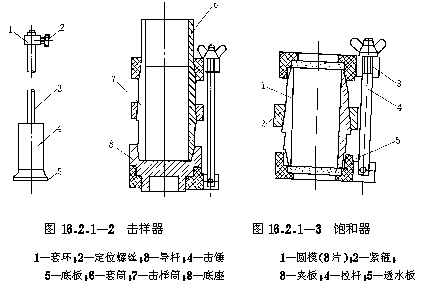 1
2
3
4
5
6
7
8
1
2
3
4
5
图 16.2.1—2 击样器
图 16.2.1—3 饱和器
1—套环;2—定位螺丝;3—导杆;4—击锤
1—圆模(3片);2—紧箍;
5—底板;6—套筒;7—击样筒;8—底座
3—夹板;4—拉杆;5—透水板